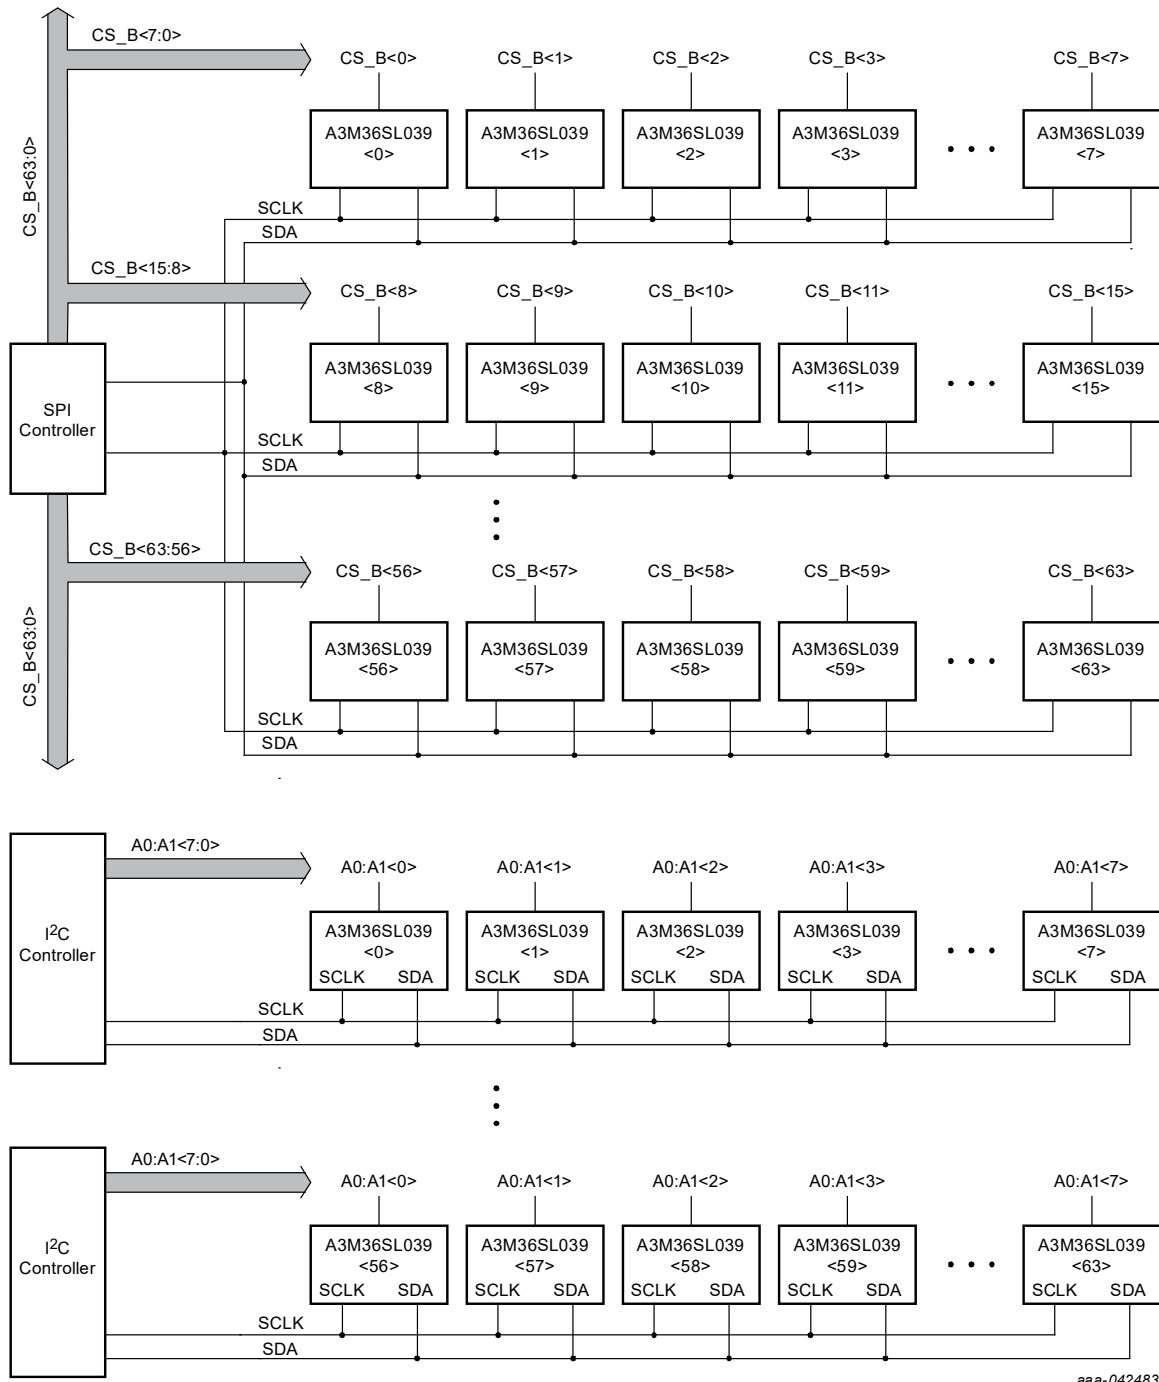 CS_B<7:0>
CS_B<0> CS_B<1> CS_B<2> CS_B<3> CS_B<7>
CS_B<63:0>
A3M36SL039 A3M36SL039 A3M36SL039 A3M36SL039 A3M36SL039
<0> <1> <2> <3> <7>
SCLK
SDA
CS_B<15:8>
CS_B<8> CS_B<9> CS_B<10> CS_B<11> CS_B<15>
A3M36SL039 A3M36SL039 A3M36SL039 A3M36SL039 A3M36SL039
<8> <9> <10> <11> <15>
SPI
Controller
SCLK
SDA
CS_B<63:56>
CS_B<56> CS_B<57> CS_B<58> CS_B<59> CS_B<63>
CS_B<63:0>
A3M36SL039 A3M36SL039 A3M36SL039 A3M36SL039 A3M36SL039
<56> <57> <58> <59> <63>
SCLK
SDA
A0:A1<7:0>
A0:A1<0> A0:A1<1> A0:A1<2> A0:A1<3> A0:A1<7>
I²C
Controller
A3M36SL039 A3M36SL039 A3M36SL039 A3M36SL039 A3M36SL039
<0> <1> <2> <3> <7>
SCLK SDA SCLK SDA SCLK SDA SCLK SDA SCLK SDA
SCLK
SDA
A0:A1<7:0>
A0:A1<0> A0:A1<1> A0:A1<2> A0:A1<3> A0:A1<7>
I²C
Controller
A3M36SL039 A3M36SL039 A3M36SL039 A3M36SL039 A3M36SL039
<56> <57> <58> <59> <63>
SCLK SDA SCLK SDA SCLK SDA SCLK SDA SCLK SDA
SCLK
SDA
aaa-042483